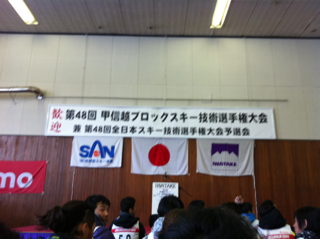 歓迎 第48回 甲信越ブロックスキー技術選手権大会
兼 第48回全日本スキー技術選手権大会予選会
SAN
IWATAKE
mo